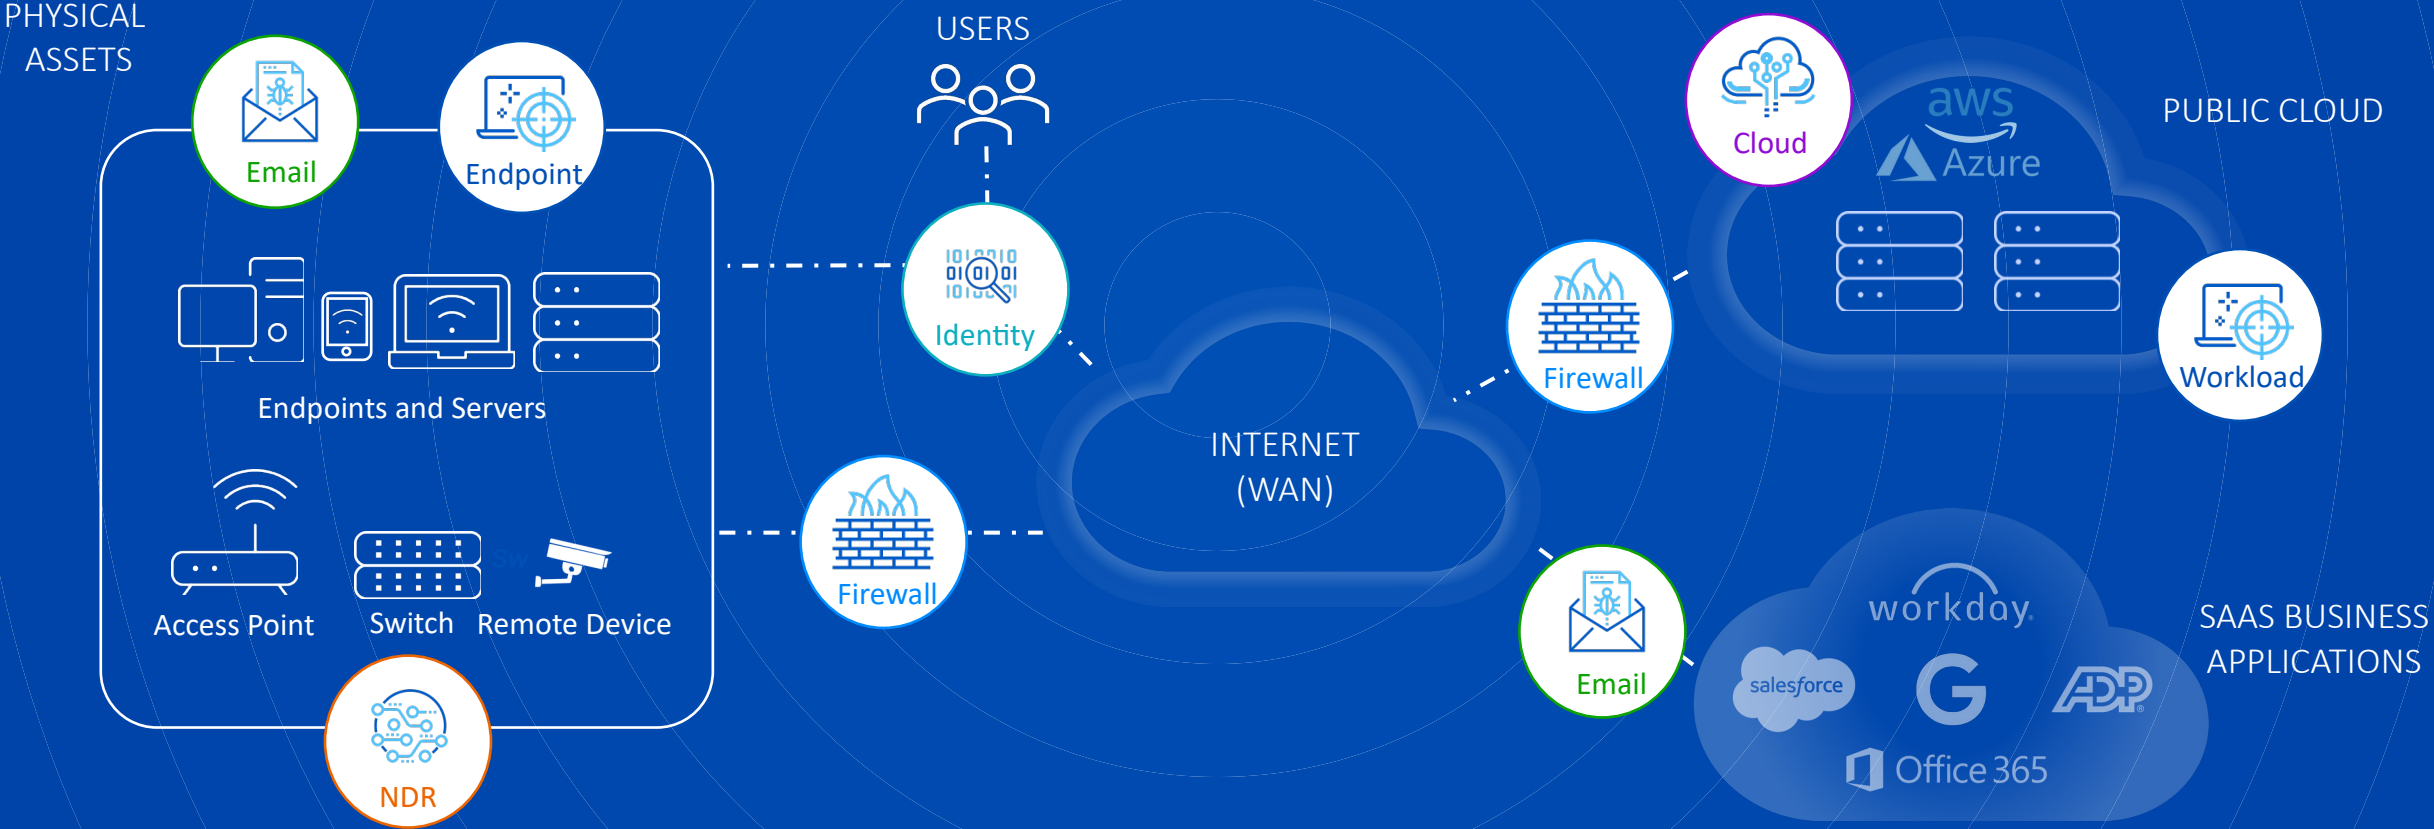 PHYSICAL
ASSETS
Email
Endpoint
Endpoints and Servers
Access Point
Switch
Sw
Remote Device
NDR
USERS
Identity
Firewall
INTERNET
(WAN)
Firewall
Email
Cloud
aws
Azure
PUBLIC CLOUD
Workload
workday.
salesforce
G
ADP
Office 365
SAAS BUSINESS
APPLICATIONS